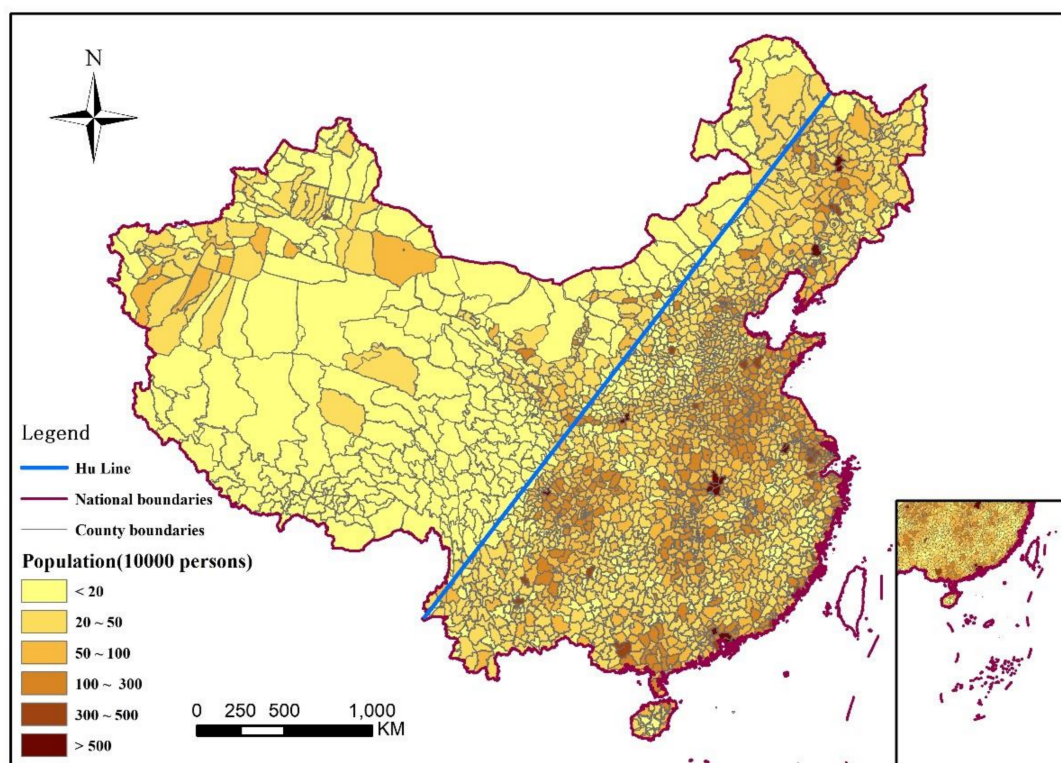 N
Legend
Hu Line
National boundaries
County boundaries
Population(10000 persons)
< 20
20 ~ 50
50 ~ 100
100 ~ 300
300 ~ 500
> 500
0 250 500 1,000
KM